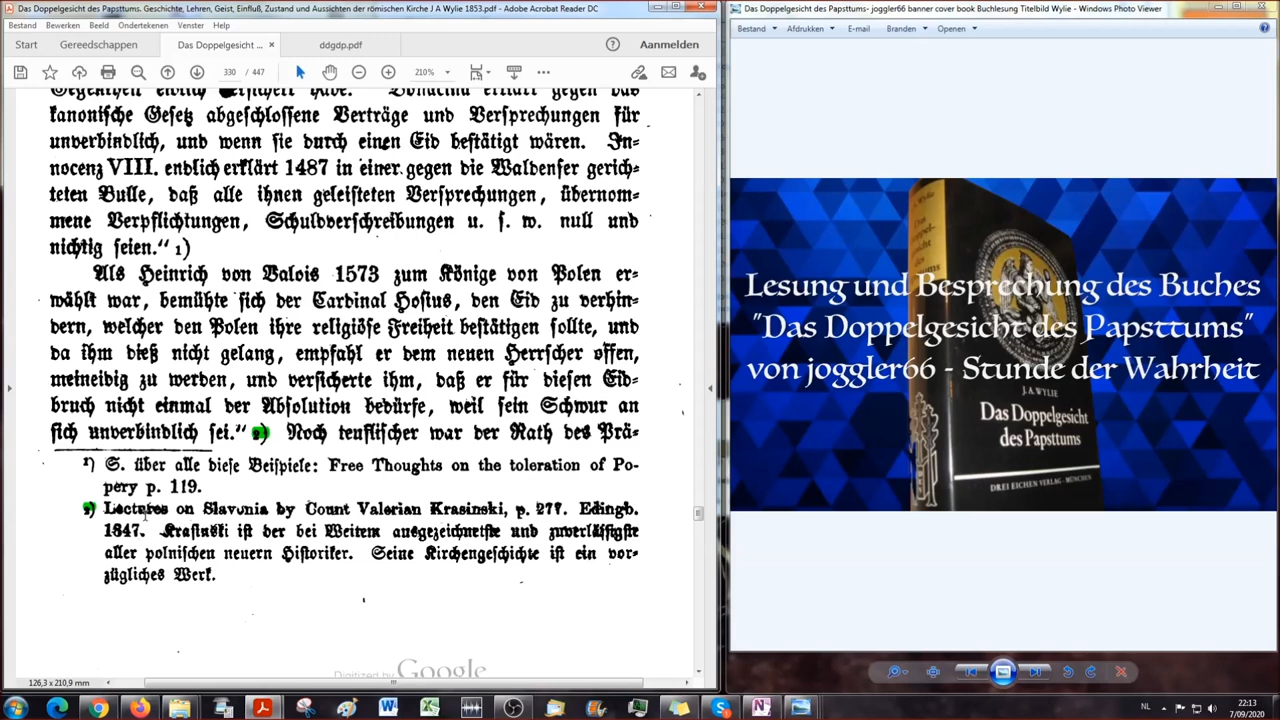 Das Doppelgesicht des Papsttums. Geschichte, Lehren, Geist, Einfluß, Zustand und Aussichten der römischen Kirche J A Wylie 1853.pdf - Adobe Acrobat Reader DC
Bestand Bewerken Beeld Ondertekenen Venster Help
Start Gereedschappen Das Doppelgesicht ... × ddgdp.pdf Aanmelden
330 / 447 210%
kanonische Gesetz abgeschlossene Verträge und Versprechungen für
unverbindlich, und wenn sie durch einen Eid bestätigt wären. In=
nocenz VIII. endlich erklärt 1487 in einer gegen die Waldenser gerich=
teten Bulle, daß alle ihnen geleisteten Versprechungen, übernom=
mene Verpflichtungen, Schuldverschreibungen u. s. w. null und
nichtig seien." 1)
Als Heinrich von Valois 1573 zum Könige von Polen er=
wählt war, bemühte sich der Cardinal Hosius, den Eid zu verhin=
dern, welcher den Polen ihre religiöse Freiheit bestätigen sollte, und
da ihm dieß nicht gelang, empfahl er dem neuen Herrscher offen,
meineidig zu werden, und versicherte ihm, daß er für diesen Eid=
bruch nicht einmal der Absolution bedürfe, weil sein Schwur an
sich unverbindlich sei." 2) Noch teuflischer war der Rath des Prä=
1) S. über alle diese Beispiele: Free Thoughts on the toleration of Po-
pery p. 119.
2) Lectures on Slavonia by Count Valerian Krasinski, p. 277. Edingb.
1847. Krasinski ist der bei Weitem ausgezeichnetste und zuverlässigste
aller polnischen neuern Historiker. Seine Kirchengeschichte ist ein vor=
zügliches Werk.
Digitized by Google
126,3 x 210,9 mm
Das Doppelgesicht des Papsttums- joggler66 banner cover book Buchlesung Titelbild Wylie - Windows Photo Viewer
Bestand Afdrukken E-mail Branden Openen
Lesung und Besprechung des Buches
"Das Doppelgesicht des Papsttums"
von joggler66 - Stunde der Wahrheit
J.A.WYLIE
Das Doppelgesicht
des Papsttums
DREI EICHEN VERLAG · MÜNCHEN
NL 22:13
7/09/2020